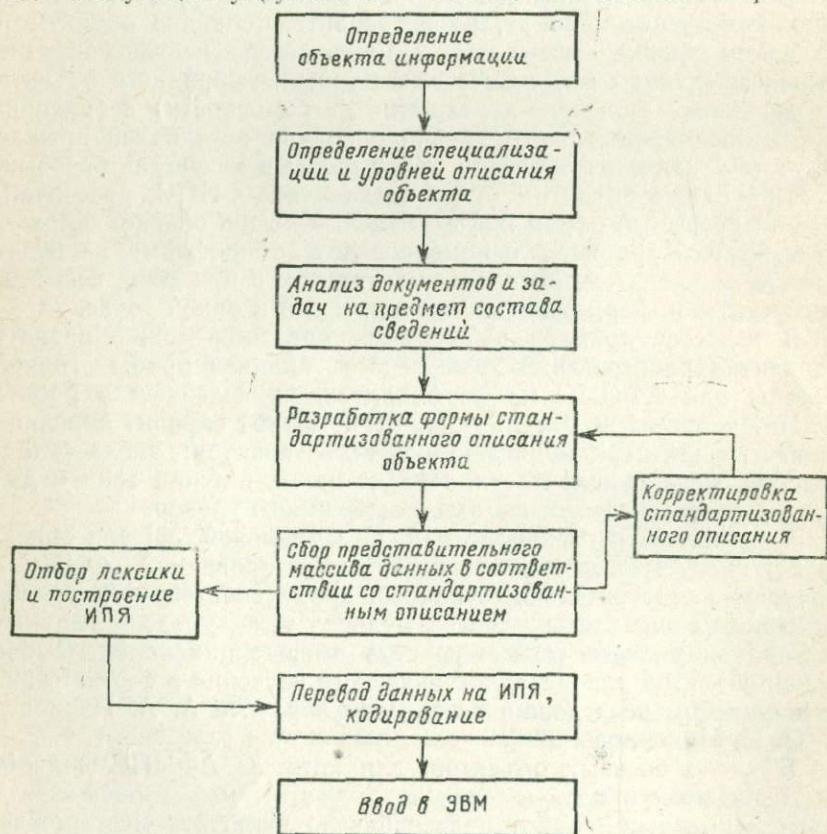 Определение
объекта информации
Определение специализа-
ции и уровней описания
объекта
Анализ документов и за-
дач на предмет состава
сведений
Разработка формы стан-
дартизованного описания
объекта
Корректировка
стандартизован-
ного описания
Сбор представительного
массива данных в соответ-
ствии со стандартизован-
ным описанием
Отбор лексики
и построение
ИПЯ
Перевод данных на ИПЯ,
кодирование
Ввод в ЭВМ